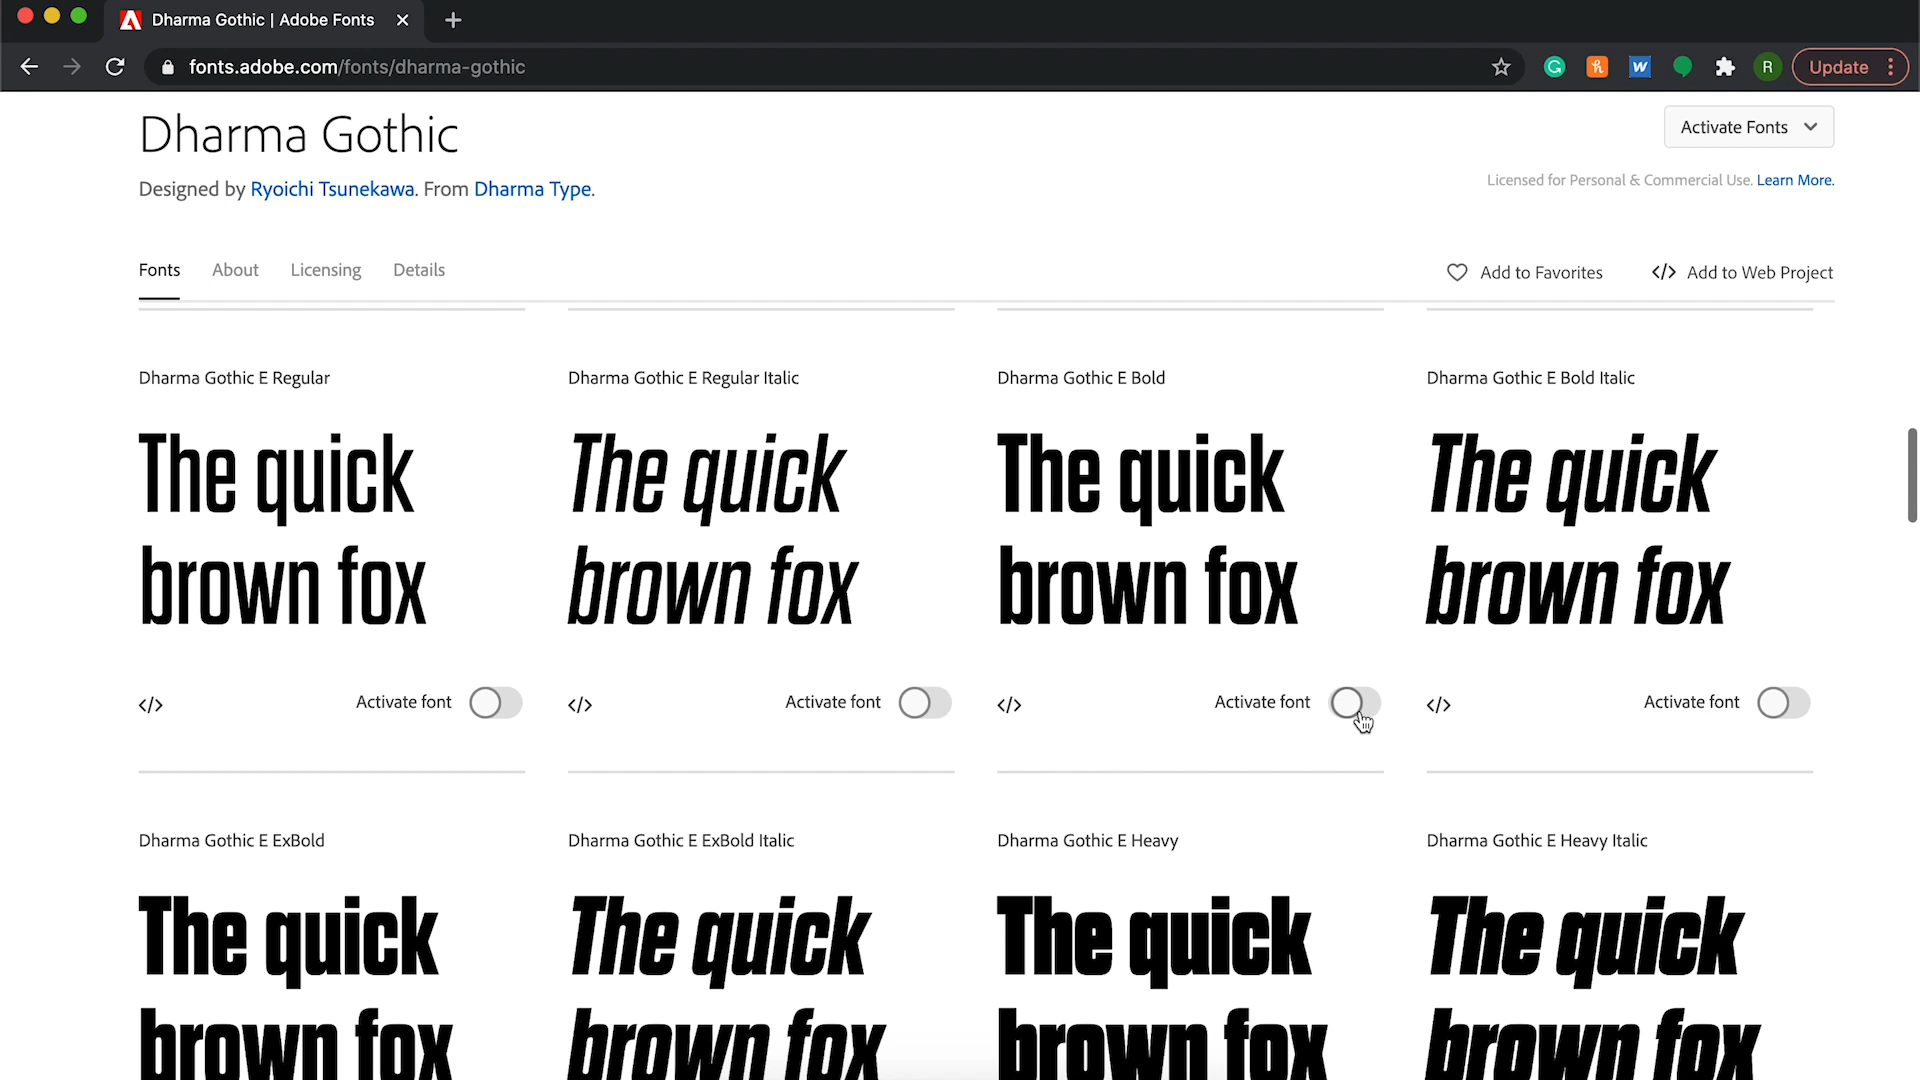 Dharma Gothic | Adobe Fonts
fonts.adobe.com/fonts/dharma-gothic
R
Update
Dharma Gothic
Activate Fonts
Designed by Ryoichi Tsunekawa. From Dharma Type.
Licensed for Personal & Commercial Use. Learn More.
Fonts About Licensing Details
Add to Favorites </> Add to Web Project
Dharma Gothic E Regular
The quick
brown fox
</> Activate font
Dharma Gothic E Regular Italic
The quick
brown fox
</> Activate font
Dharma Gothic E Bold
The quick
brown fox
</> Activate font
Dharma Gothic E Bold Italic
The quick
brown fox
</> Activate font
Dharma Gothic E ExBold
The quick
brown fox
Dharma Gothic E ExBold Italic
The quick
brown fox
Dharma Gothic E Heavy
The quick
brown fox
Dharma Gothic E Heavy Italic
The quick
brown fox